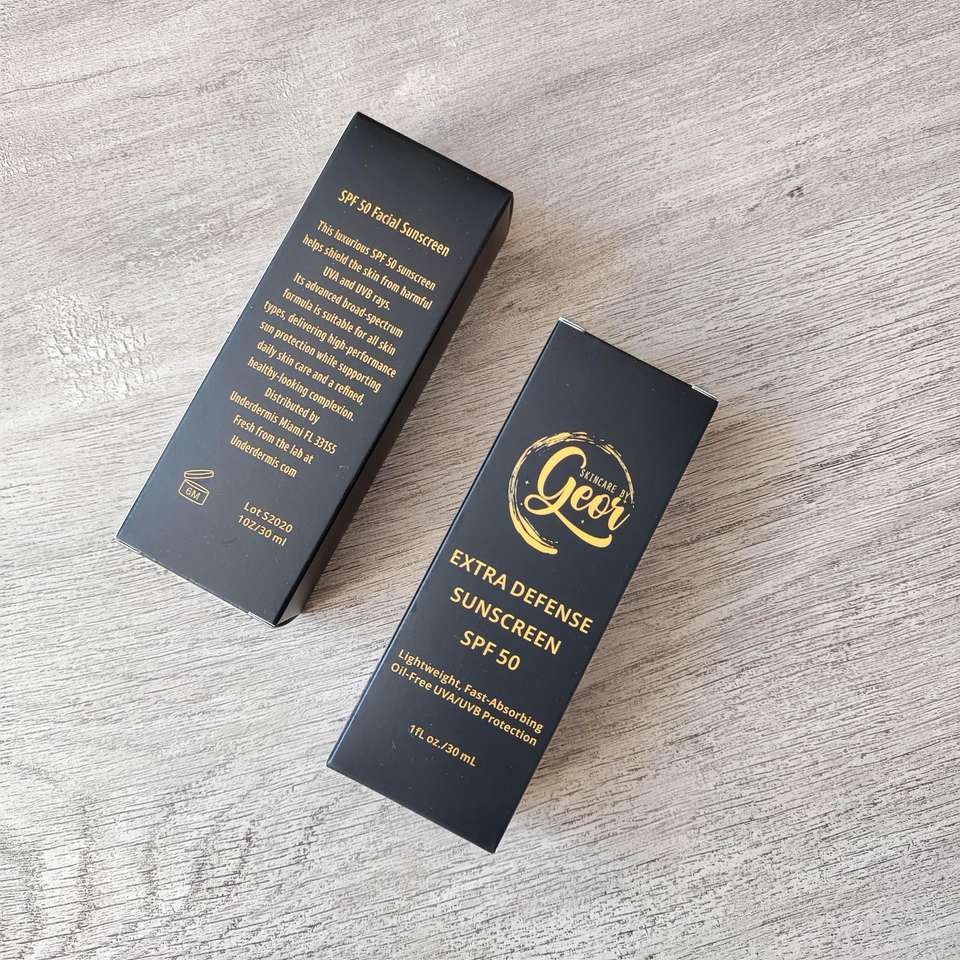 SPF 50 Facial Sunscreen
This luxurious SPF 50 sunscreen
helps shield the skin from harmful
UVA and UVB rays.
Its advanced broad-spectrum
formula is suitable for all skin
types, delivering high-performance
sun protection while supporting
daily skin care and a refined,
healthy-looking complexion.
Distributed by
Underdermis Miami FL 33155
Fresh from the lab at
Underdermis com
6M
Lot S2020
1OZ/30 ml
SKINCARE BY
Geor
EXTRA DEFENSE
SUNSCREEN
SPF 50
Lightweight, Fast-Absorbing
Oil-Free UVA/UVB Protection
1fL oz./30 mL